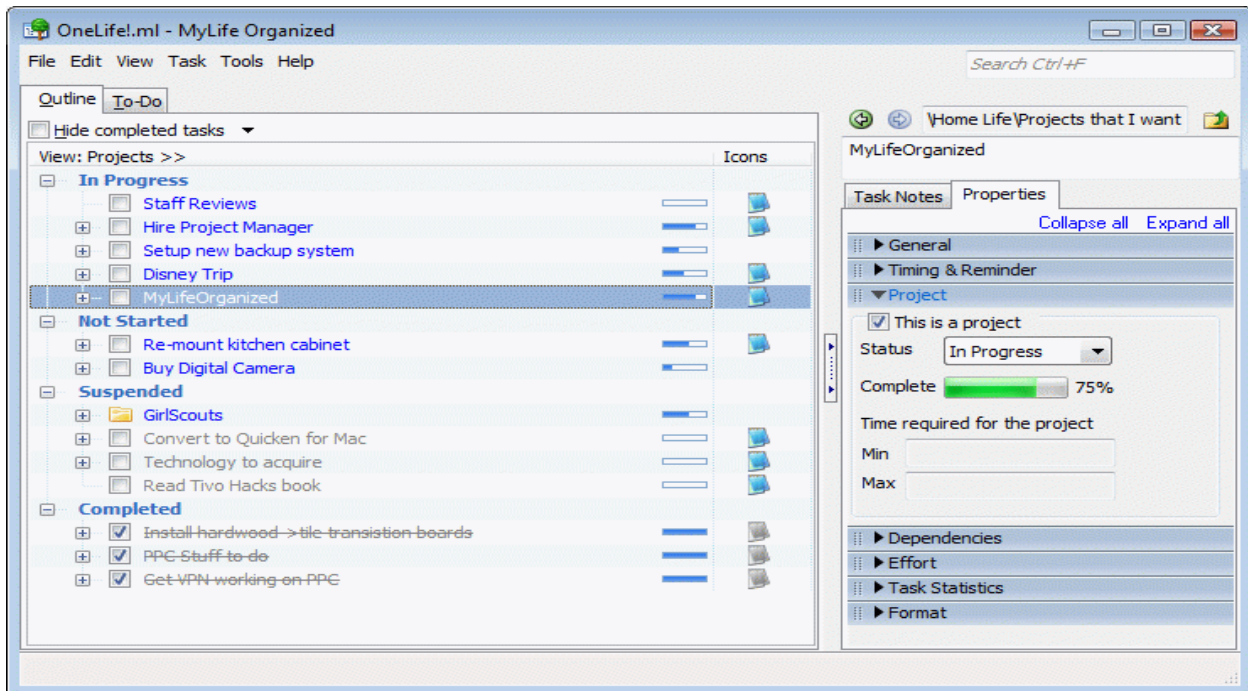 OneLife!.ml - MyLife Organized
File Edit View Task Tools Help
Search Ctrl+F
Outline To-Do
Hide completed tasks
View: Projects >> Icons
In Progress
Staff Reviews
Hire Project Manager
Setup new backup system
Disney Trip
MyLifeOrganized
Not Started
Re-mount kitchen cabinet
Buy Digital Camera
Suspended
GirlScouts
Convert to Quicken for Mac
Technology to acquire
Read Tivo Hacks book
Completed
Install hardwood->tile transistion boards
PPC Stuff to do
Get VPN working on PPC
\Home Life\Projects that I want
MyLifeOrganized
Task Notes Properties
Collapse all Expand all
General
Timing & Reminder
Project
This is a project
Status In Progress
Complete 75%
Time required for the project
Min
Max
Dependencies
Effort
Task Statistics
Format